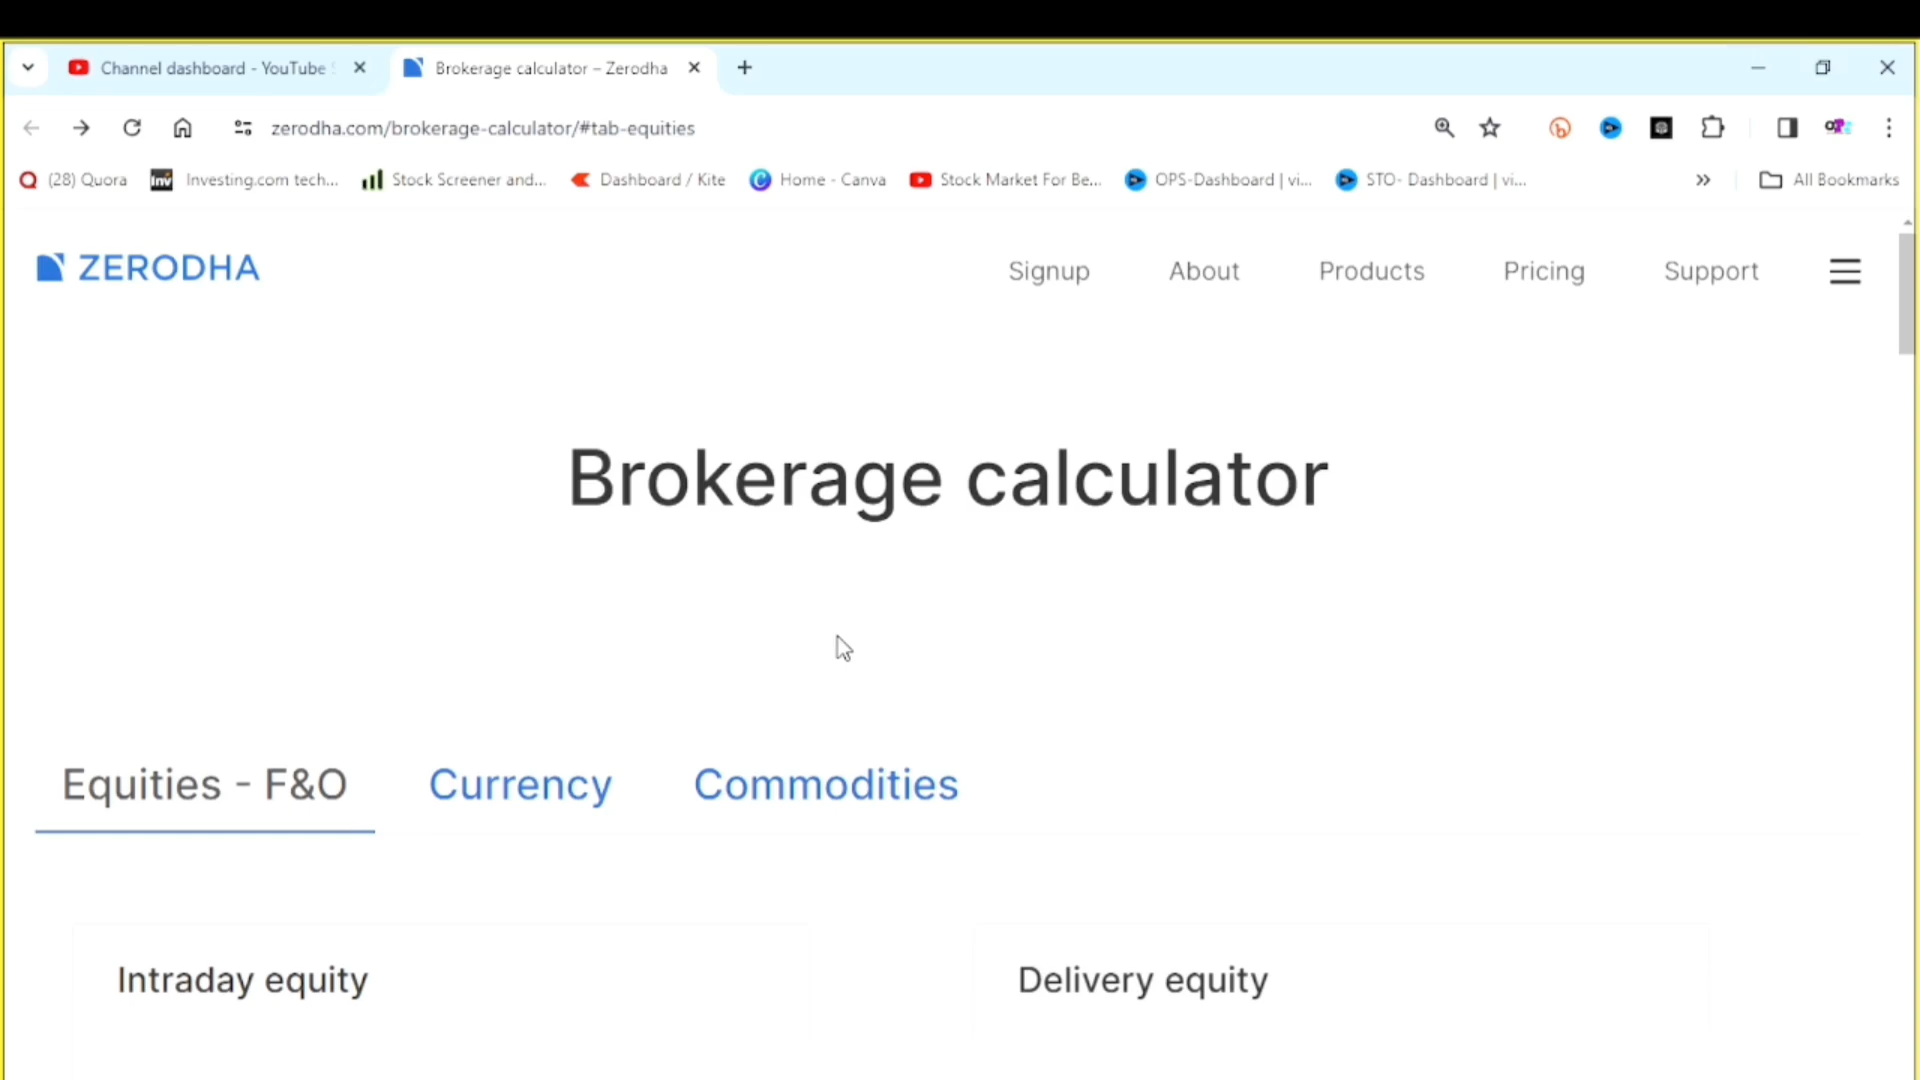 Channel dashboard - YouTube
Brokerage calculator – Zerodha
zerodha.com/brokerage-calculator/#tab-equities
(28) Quora
Inv Investing.com tech...
Stock Screener and...
Dashboard / Kite
Home - Canva
Stock Market For Be...
OPS-Dashboard | vi...
STO- Dashboard | vi...
All Bookmarks
ZERODHA
Signup
About
Products
Pricing
Support
Brokerage calculator
Equities - F&O
Currency
Commodities
Intraday equity
Delivery equity